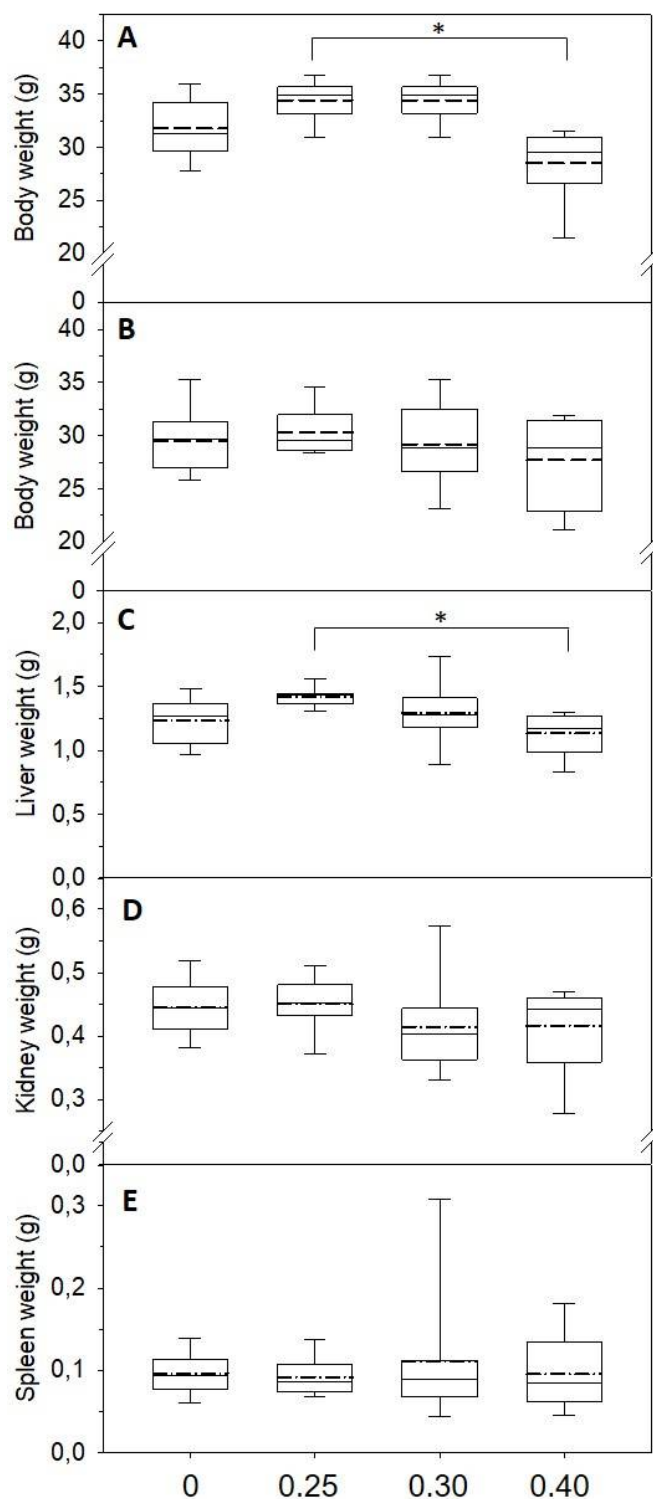 A
*
Body weight (g)
40
35
30
25
20
0
B
Body weight (g)
40
35
30
25
20
0
C
*
Liver weight (g)
2,0
1,5
1,0
0,5
0,0
D
Kidney weight (g)
0,6
0,5
0,4
0,3
0,0
E
Spleen weight (g)
0,3
0,2
0,1
0,0
0 0.25 0.30 0.40